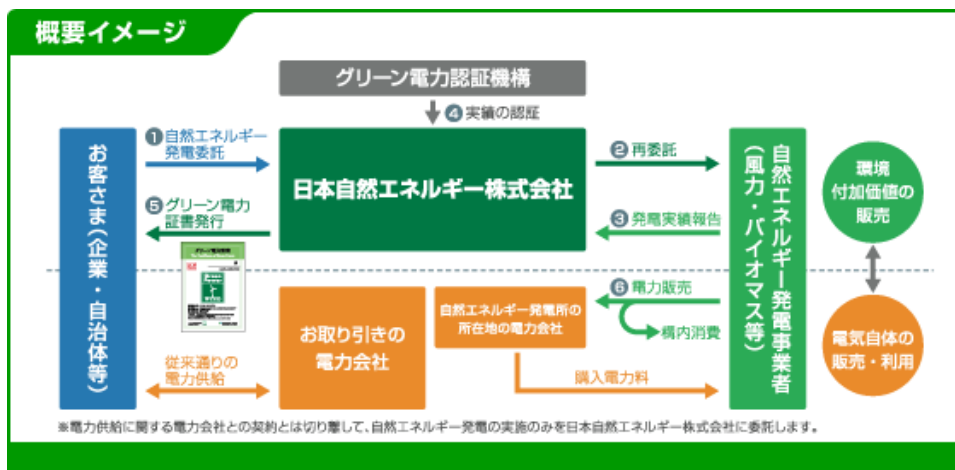 概要イメージ
グリーン電力認証機構
④実績の認証
お客さま(企業・自治体等)
①自然エネルギー
発電委託
日本自然エネルギー株式会社
②再委託
⑤グリーン電力
証書発行
③発電実績報告
自然エネルギー発電事業者
(風力・バイオマス等)
環境
付加価値の
販売
お取り引きの
電力会社
自然エネルギー発電所の
所在地の電力会社
⑥電力販売
構内消費
従来通りの
電力供給
購入電力料
電気自体の
販売・利用
※電力供給に関する電力会社との契約とは切り離して、自然エネルギー発電の実施のみを日本自然エネルギー株式会社に委託します。